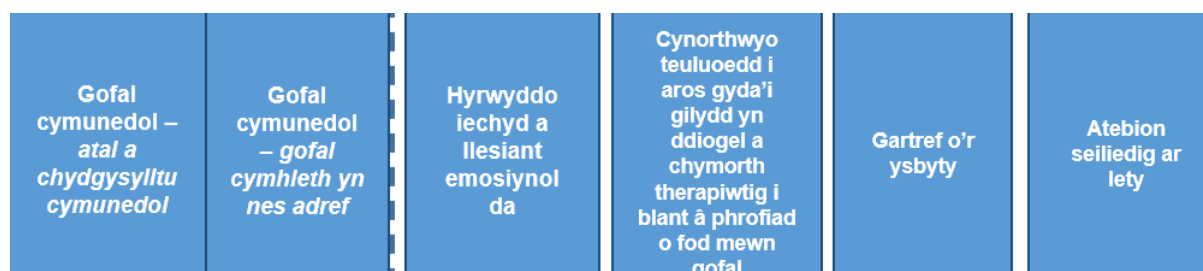 Gofal
cymunedol –
atal a
chydgysylltu
cymunedol
Gofal
cymunedol
– gofal
cymhleth yn
nes adref
Hyrwyddo
iechyd a
llesiant
emosiynol
da
Cynorthwyo
teuluoedd i
aros gyda’i
gilydd yn
ddiogel a
chymorth
therapiwtig i
blant â phrofiad
o fod mewn
gofal
Gartref o’r
ysbyty
Atebion
seiliedig ar
lety